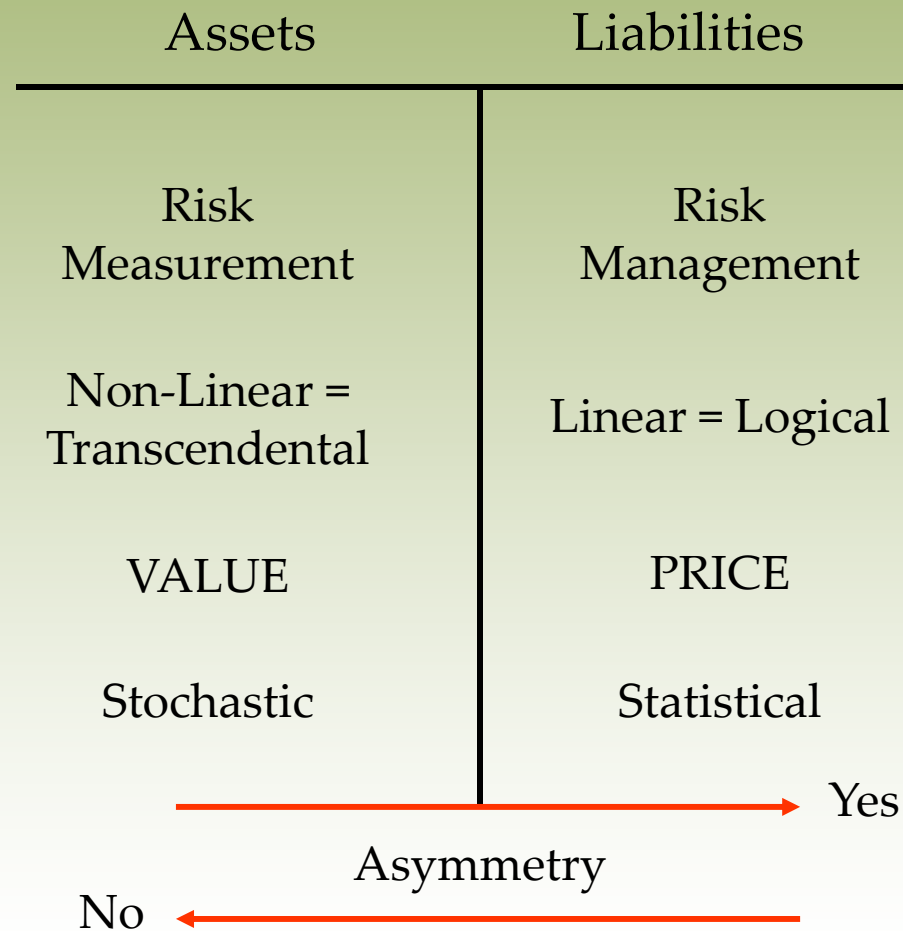 Assets
Liabilities
Risk
Measurement
Risk
Management
Non-Linear =
Transcendental
Linear = Logical
VALUE
PRICE
Stochastic
Statistical
Yes
Asymmetry
No